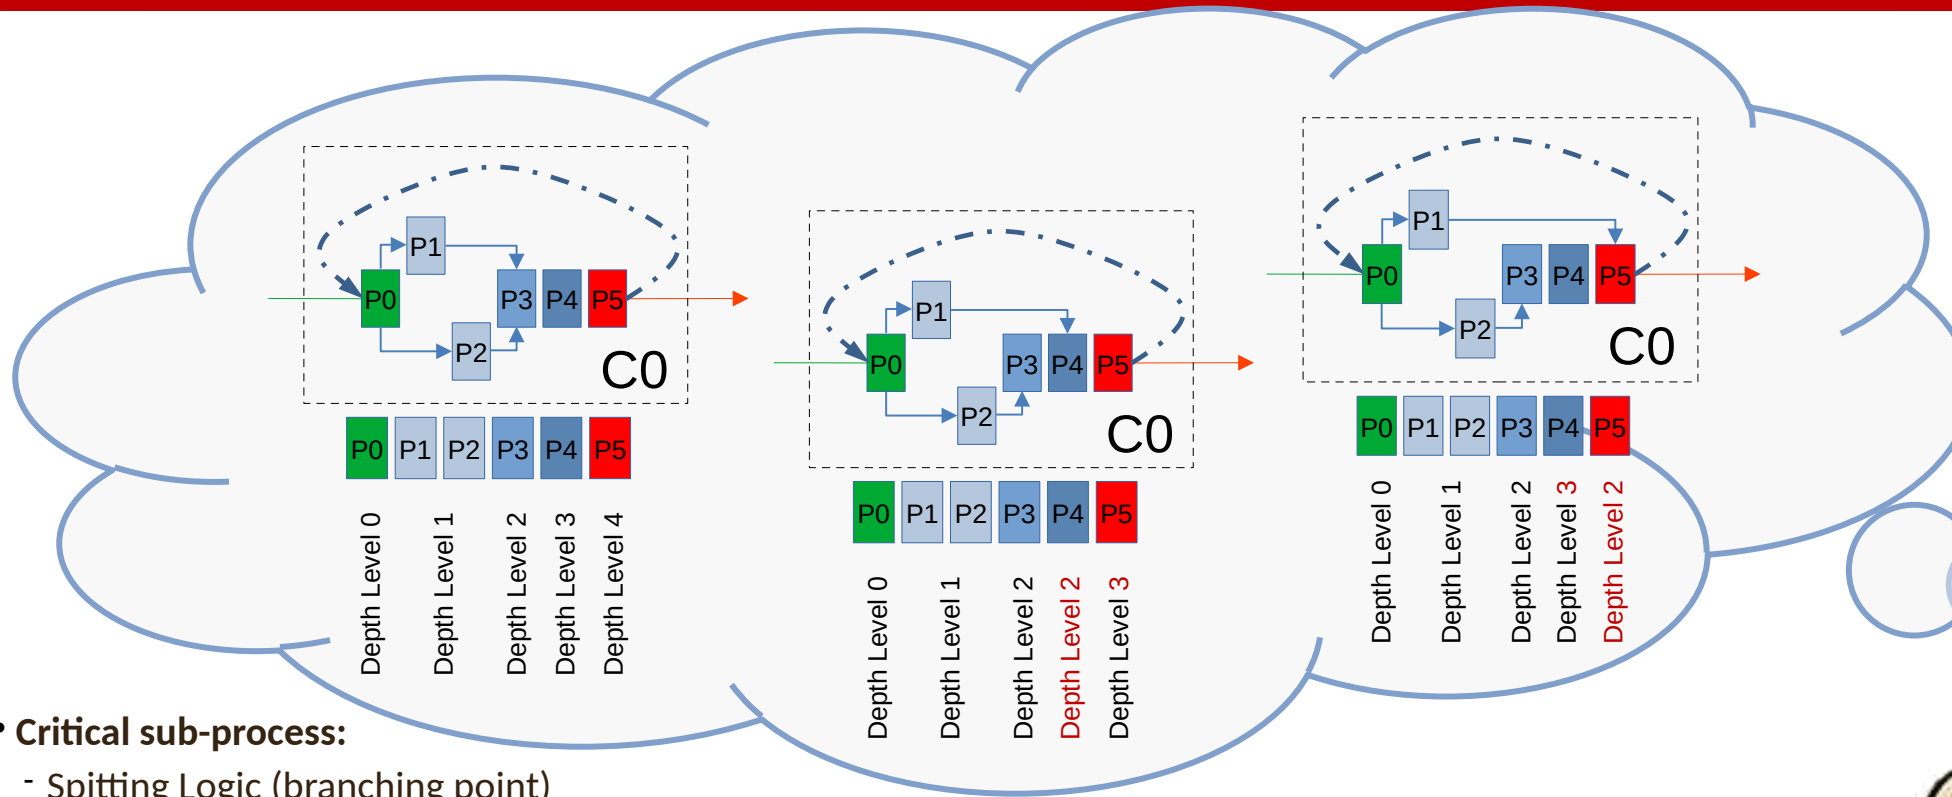 P1
P0
P3 P4 P5
P2
C0
P0 P1 P2 P3 P4 P5
Depth Level 0
Depth Level 1
Depth Level 2
Depth Level 3
Depth Level 4
P1
P0
P3 P4 P5
P2
C0
P0 P1 P2 P3 P4 P5
Depth Level 0
Depth Level 1
Depth Level 2
Depth Level 2
Depth Level 3
P1
P0
P3 P4 P5
P2
C0
P0 P1 P2 P3 P4 P5
Depth Level 0
Depth Level 1
Depth Level 2
Depth Level 3
Depth Level 2
• Critical sub-process:
- Spitting Logic (branching point)